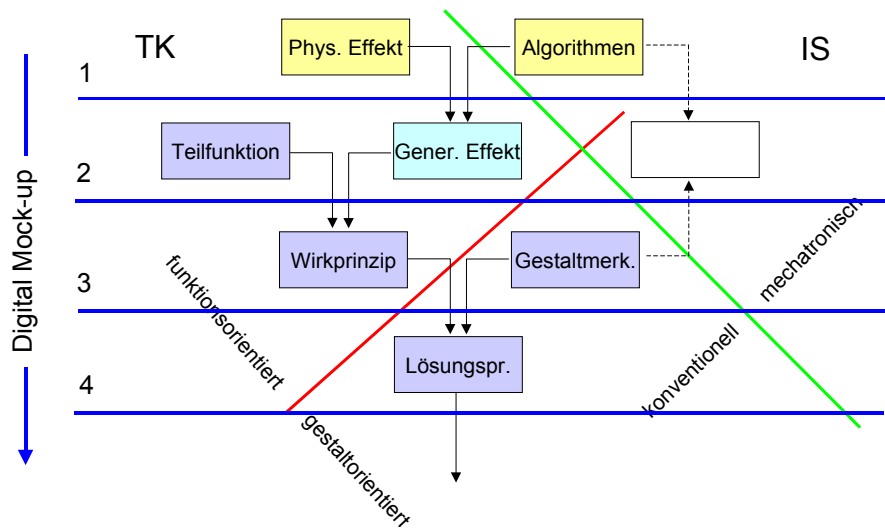 TK
Phys. Effekt
Algorithmen
IS
1
Teilfunktion
Gener. Effekt
2
Wirkprinzip
Gestaltmerk.
mechatronisch
funktionsorientiert
3
Lösungspr.
konventionell
4
gestaltorientiert
Digital Mock-up